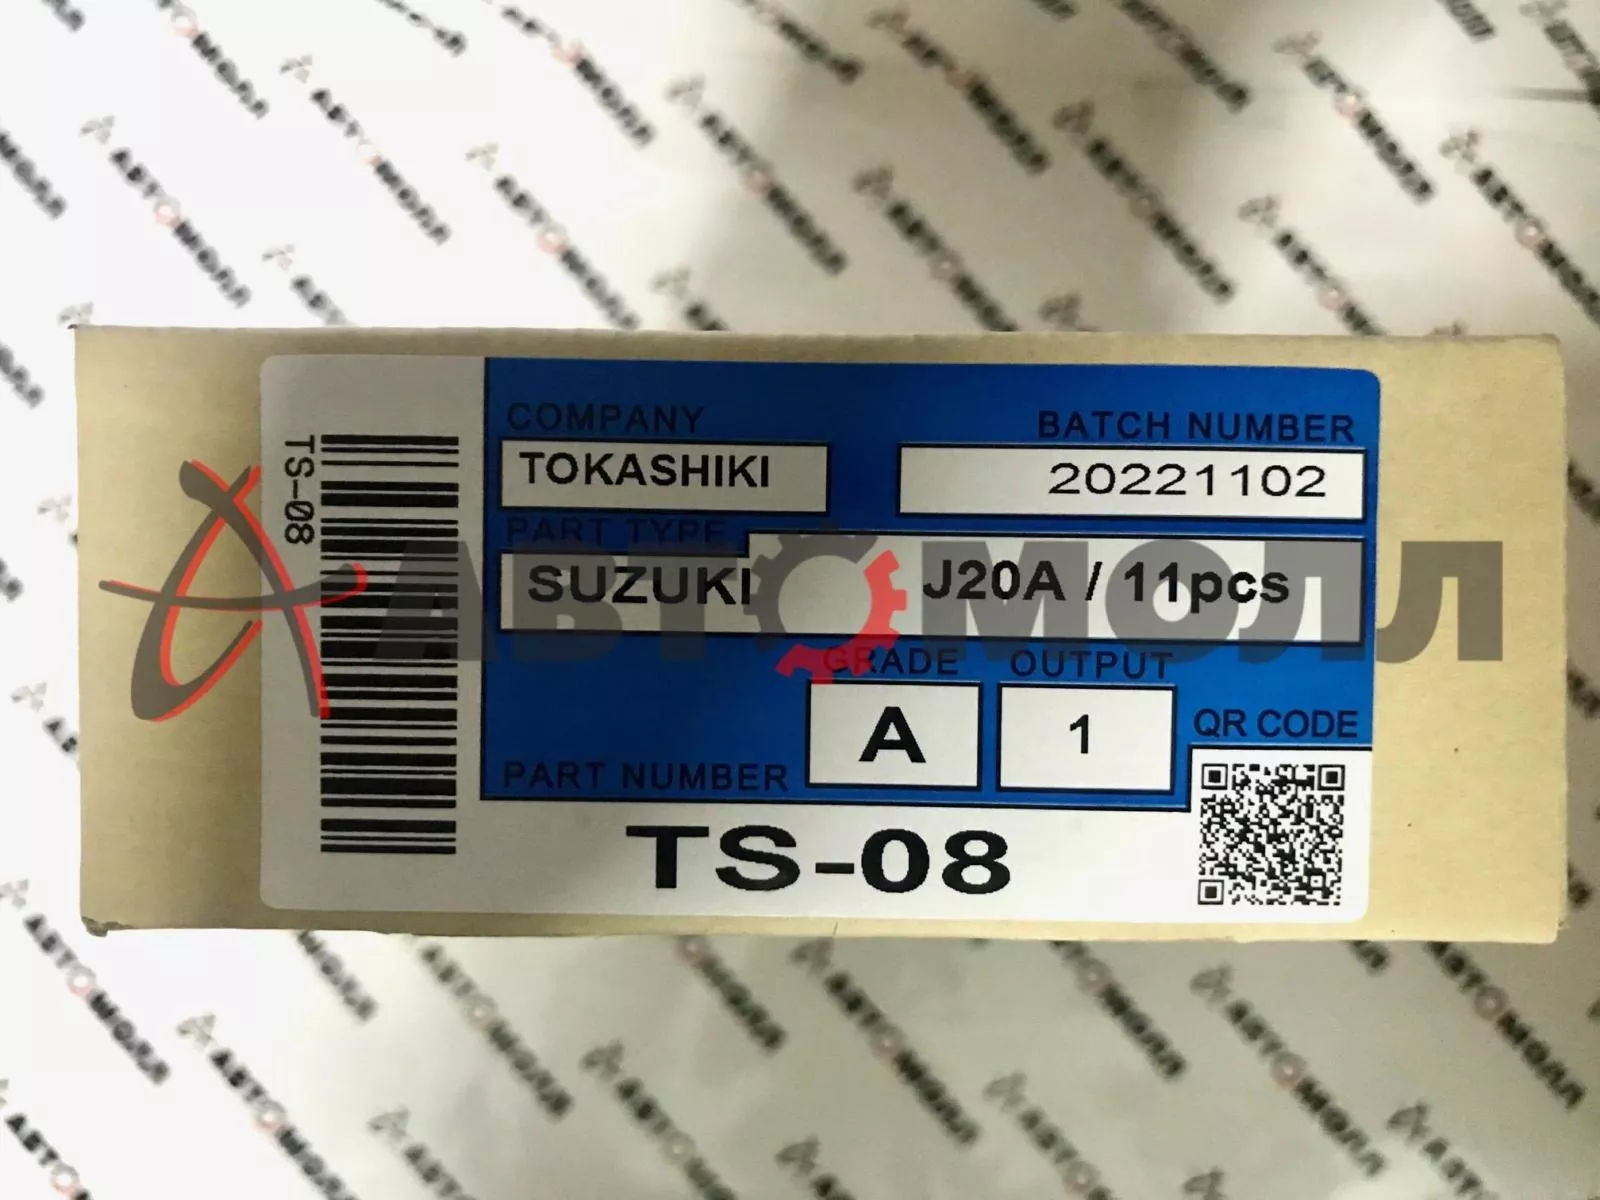 COMPANY
BATCH NUMBER
TOKASHIKI
20221102
PART TYPE
SUZUKI J20A / 11pcs
АВТОМОЛЛ
GRADE OUTPUT
A
1
QR CODE
PART NUMBER
TS-08
TS-08